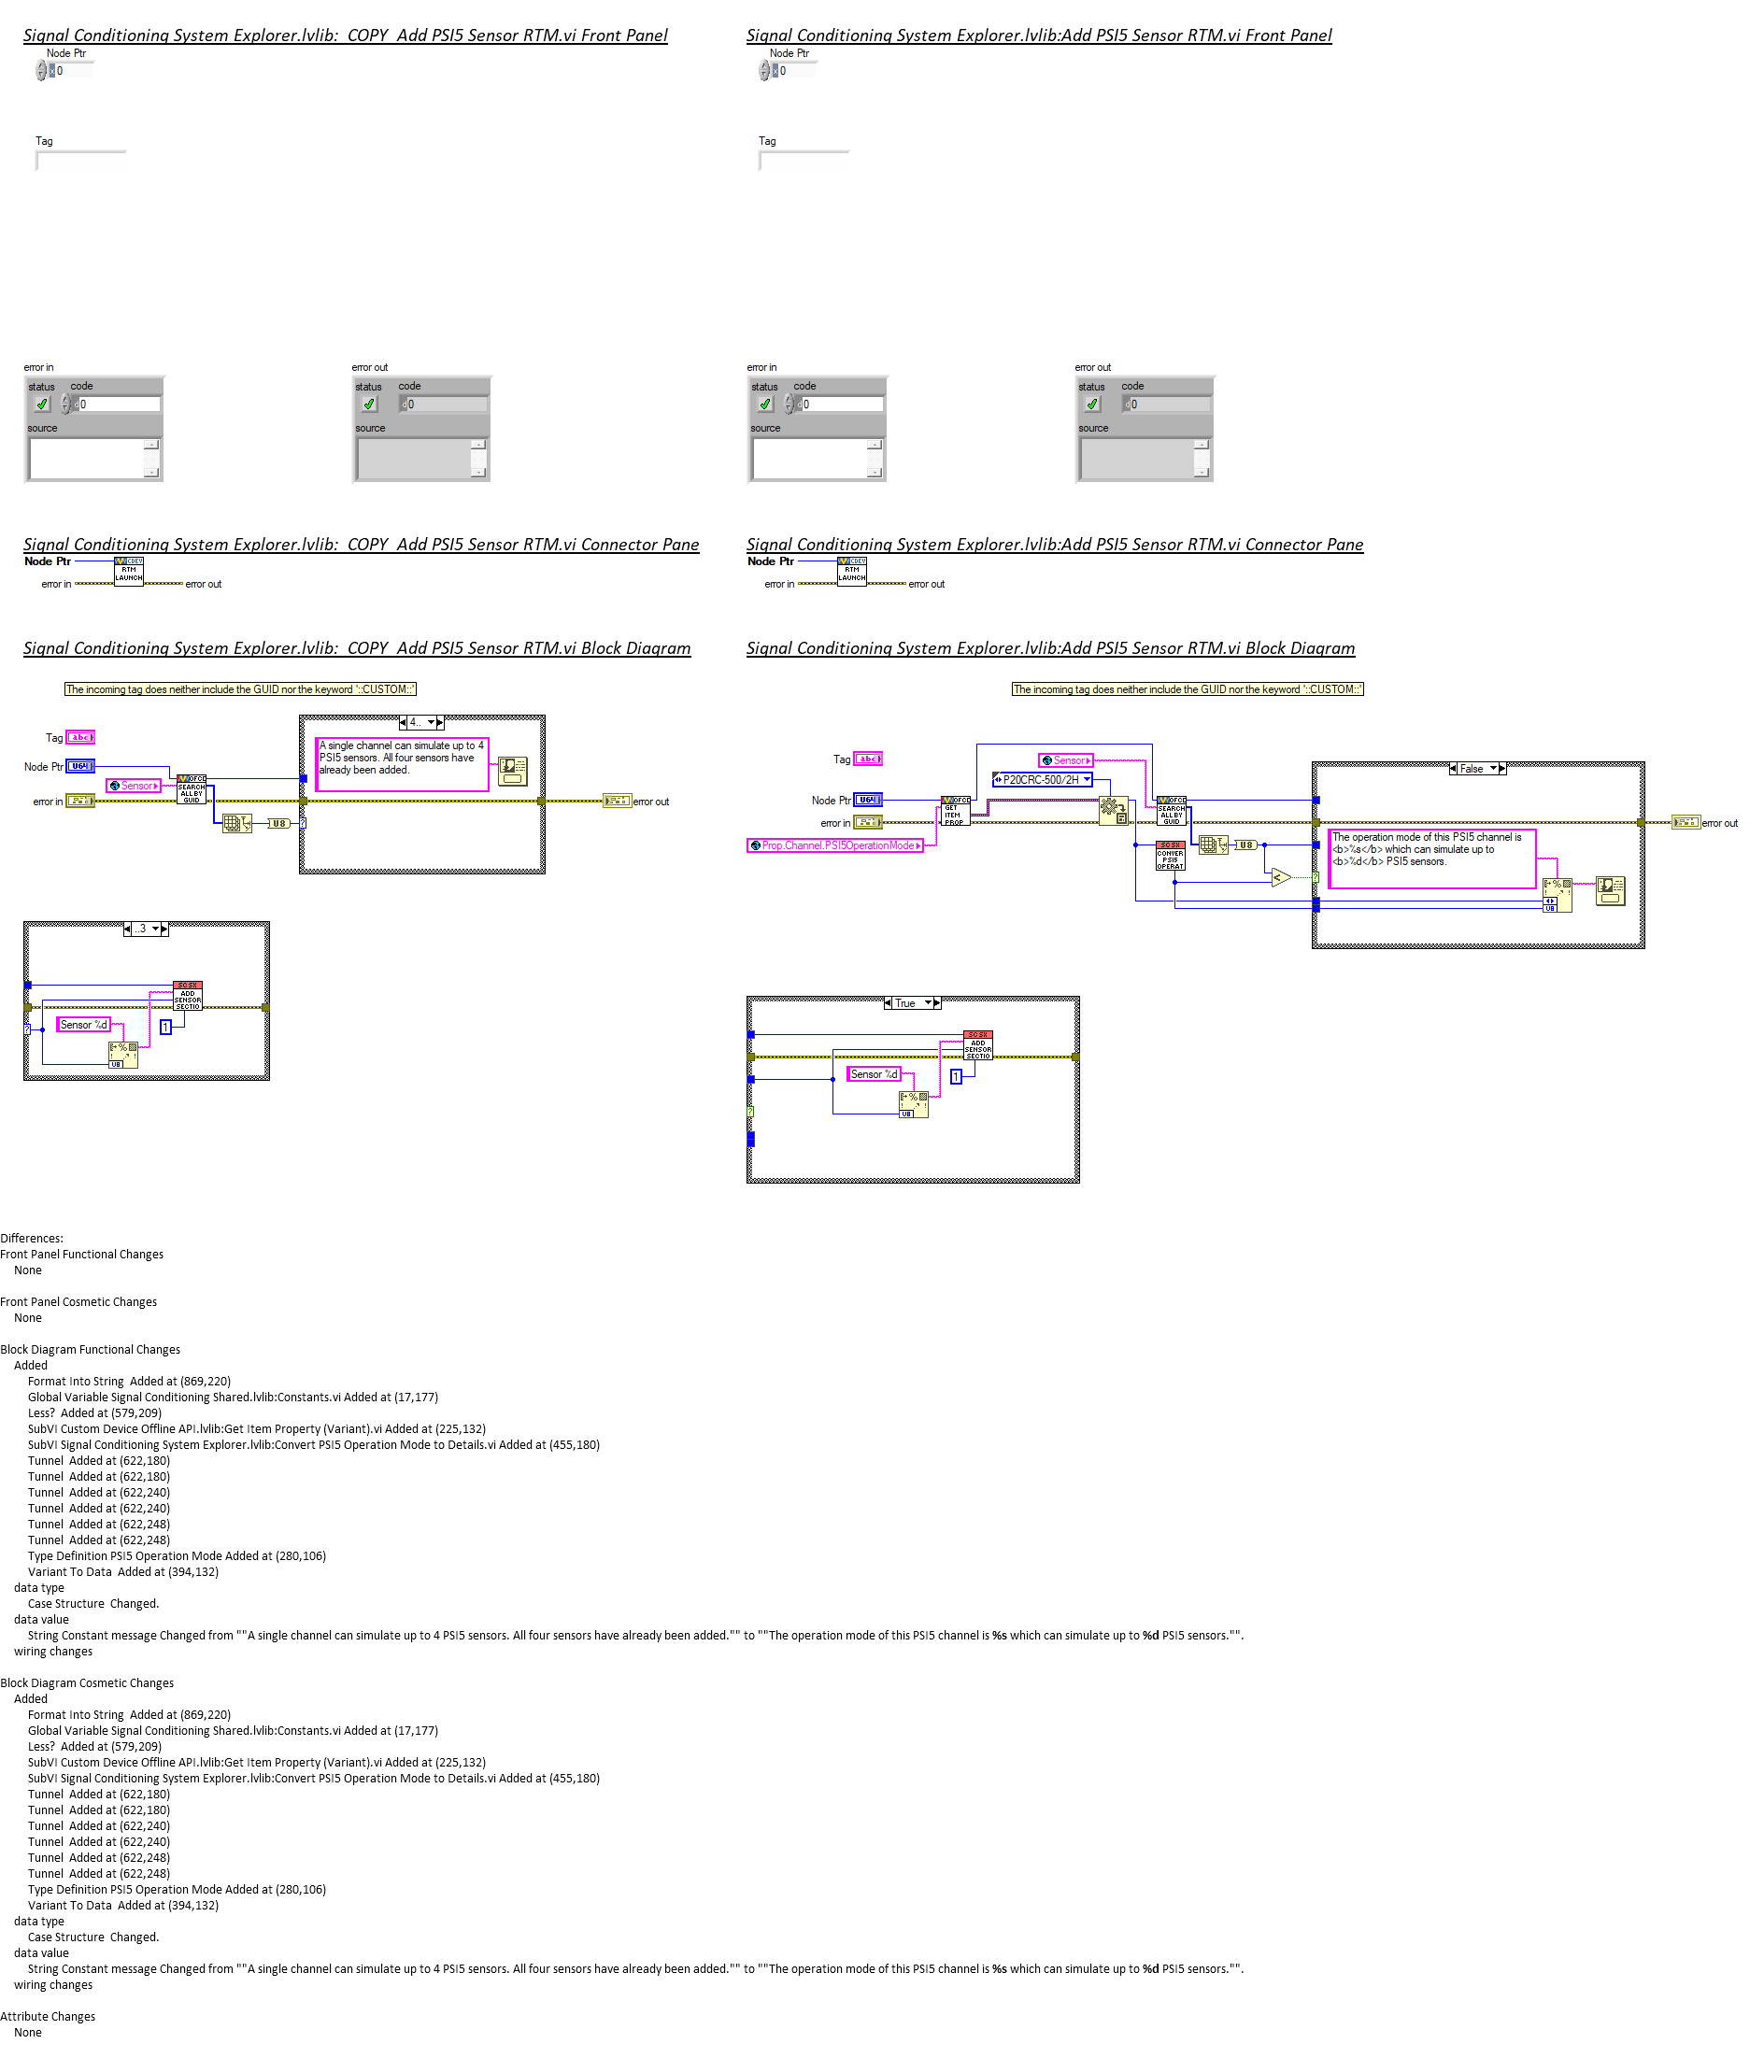 Signal Conditioning System Explorer.lvlib:  COPY  Add PSI5 Sensor RTM.vi Front Panel
Node Ptr
x 0
Tag
error in
status code
d 0
source
error out
status code
d 0
source
Signal Conditioning System Explorer.lvlib:Add PSI5 Sensor RTM.vi Front Panel
Node Ptr
x 0
Tag
error in
status code
d 0
source
error out
status code
d 0
source
Signal Conditioning System Explorer.lvlib:  COPY  Add PSI5 Sensor RTM.vi Connector Pane
Node Ptr
CDEV
RTM
LAUNCH
error in
error out
Signal Conditioning System Explorer.lvlib:Add PSI5 Sensor RTM.vi Connector Pane
Node Ptr
CDEV
RTM
LAUNCH
error in
error out
Signal Conditioning System Explorer.lvlib:  COPY  Add PSI5 Sensor RTM.vi Block Diagram
The incoming tag does neither include the GUID nor the keyword '::CUSTOM::'
4..
A single channel can simulate up to 4
PSI5 sensors. All four sensors have
already been added.
Tag
abc
Node Ptr
U64
Sensor
OFCD
SEARCH
ALL BY
GUID
error in
error out
U8
?
..3
SC SX
ADD
SENSOR
SECTIO
?
Sensor %d
1
%
U8
Signal Conditioning System Explorer.lvlib:Add PSI5 Sensor RTM.vi Block Diagram
The incoming tag does neither include the GUID nor the keyword '::CUSTOM::'
Tag
abc
Sensor
P20CRC-500/2H
False
Node Ptr
U64
OFCD
GET
ITEM
PROP
OFCD
SEARCH
ALL BY
GUID
error in
error out
Prop.Channel.PSI5OperationMode
SC SX
CONVER
PSI5
OPERAT
U8
<
?
The operation mode of this PSI5 channel is
<b>%s</b> which can simulate up to
<b>%d</b> PSI5 sensors.
%
U8
True
SC SX
ADD
SENSOR
SECTIO
Sensor %d
1
%
U8
?
Differences:
Front Panel Functional Changes
None
Front Panel Cosmetic Changes
None
Block Diagram Functional Changes
Added
Format Into String  Added at (869,220)
Global Variable Signal Conditioning Shared.lvlib:Constants.vi Added at (17,177)
Less?  Added at (579,209)
SubVI Custom Device Offline API.lvlib:Get Item Property (Variant).vi Added at (225,132)
SubVI Signal Conditioning System Explorer.lvlib:Convert PSI5 Operation Mode to Details.vi Added at (455,180)
Tunnel  Added at (622,180)
Tunnel  Added at (622,180)
Tunnel  Added at (622,240)
Tunnel  Added at (622,240)
Tunnel  Added at (622,248)
Tunnel  Added at (622,248)
Type Definition PSI5 Operation Mode Added at (280,106)
Variant To Data  Added at (394,132)
data type
Case Structure  Changed.
data value
String Constant message Changed from ""A single channel can simulate up to 4 PSI5 sensors. All four sensors have already been added."" to ""The operation mode of this PSI5 channel is %s which can simulate up to %d PSI5 sensors."".
wiring changes
Block Diagram Cosmetic Changes
Added
Format Into String  Added at (869,220)
Global Variable Signal Conditioning Shared.lvlib:Constants.vi Added at (17,177)
Less?  Added at (579,209)
SubVI Custom Device Offline API.lvlib:Get Item Property (Variant).vi Added at (225,132)
SubVI Signal Conditioning System Explorer.lvlib:Convert PSI5 Operation Mode to Details.vi Added at (455,180)
Tunnel  Added at (622,180)
Tunnel  Added at (622,180)
Tunnel  Added at (622,240)
Tunnel  Added at (622,240)
Tunnel  Added at (622,248)
Tunnel  Added at (622,248)
Type Definition PSI5 Operation Mode Added at (280,106)
Variant To Data  Added at (394,132)
data type
Case Structure  Changed.
data value
String Constant message Changed from ""A single channel can simulate up to 4 PSI5 sensors. All four sensors have already been added."" to ""The operation mode of this PSI5 channel is %s which can simulate up to %d PSI5 sensors."".
wiring changes
Attribute Changes
None